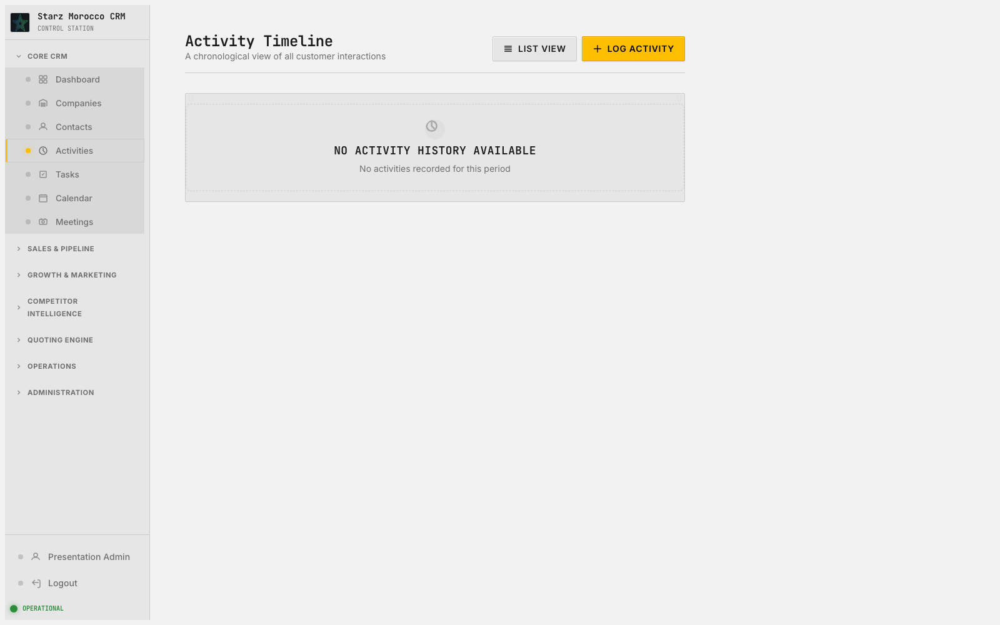 Starz Morocco CRM
CONTROL STATION
CORE CRM
Dashboard
Companies
Contacts
Activities
Tasks
Calendar
Meetings
SALES & PIPELINE
GROWTH & MARKETING
COMPETITOR
INTELLIGENCE
QUOTING ENGINE
OPERATIONS
ADMINISTRATION
Presentation Admin
Logout
OPERATIONAL
Activity Timeline
A chronological view of all customer interactions
LIST VIEW
LOG ACTIVITY
NO ACTIVITY HISTORY AVAILABLE
No activities recorded for this period